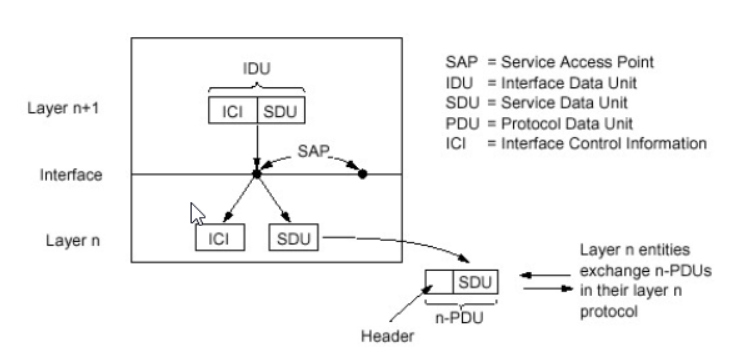 IDU
Layer n+1
ICI SDU
SAP
Interface
ICI SDU
Layer n
SAP = Service Access Point
IDU = Interface Data Unit
SDU = Service Data Unit
PDU = Protocol Data Unit
ICI = Interface Control Information
SDU
n-PDU
Header
Layer n entities
exchange n-PDUs
in their layer n
protocol